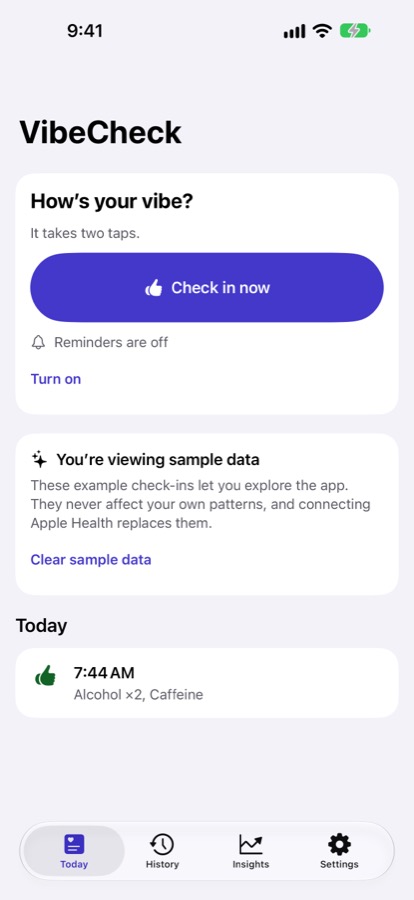 9:41
VibeCheck
How’s your vibe?
It takes two taps.
Check in now
Reminders are off
Turn on
You’re viewing sample data
These example check-ins let you explore the app.
They never affect your own patterns, and connecting
Apple Health replaces them.
Clear sample data
Today
7:44 AM
Alcohol ×2, Caffeine
Today
History
Insights
Settings